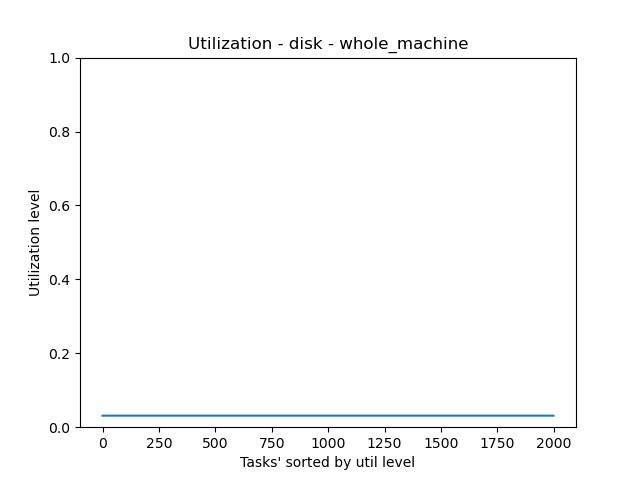 Utilization - disk - whole_machine
1.0
0.8
0.6
0.4
0.2
0.0
Utilization level
0 250 500 750 1000 1250 1500 1750 2000
Tasks' sorted by util level